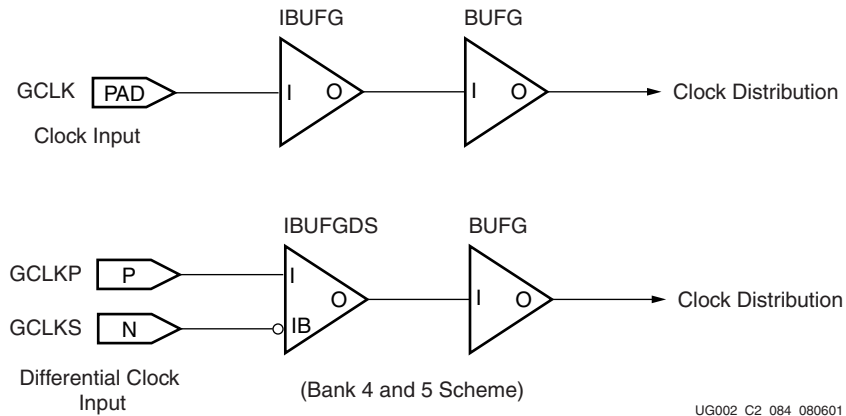 IBUFG BUFG
GCLK PAD I O I O Clock Distribution
Clock Input
IBUFGDS BUFG
GCLKP P I O I O Clock Distribution
GCLKS N IB
Differential Clock
Input
(Bank 4 and 5 Scheme)
UG002_C2_084_080601